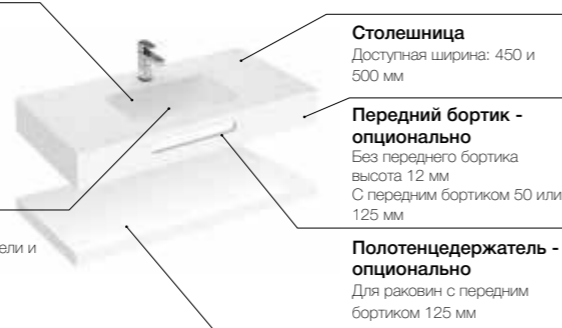 Столешница
Доступная ширина: 450 и
500 мм
Передний бортик -
опционально
Без переднего бортика
высота 12 мм
С передним бортиком 50 или
125 мм
ели и
Полотенцедержатель -
опционально
Для раковин с передним
бортиком 125 мм